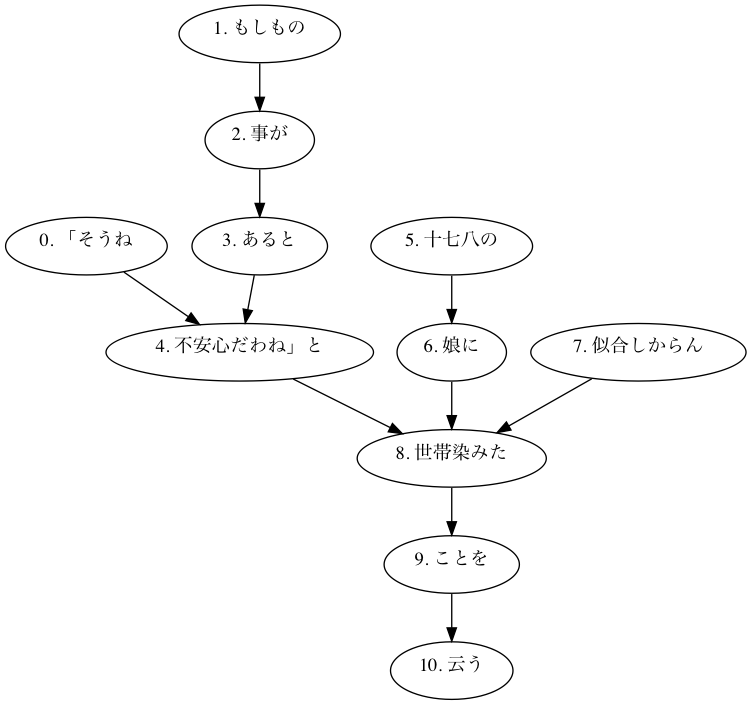 1. もしもの
2. 事が
0. 「そうね
3. あると
5. 十七八の
4. 不安心だわね」と
6. 娘に
7. 似合しからん
8. 世帯染みた
9. ことを
10. 云う